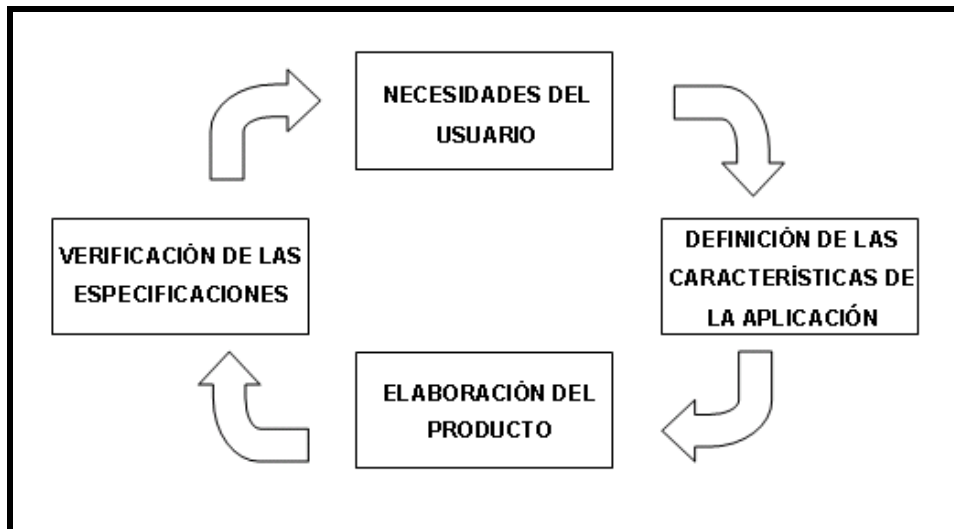 NECESIDADES DEL
USUARIO
DEFINICIÓN DE LAS
CARACTERÍSTICAS DE
LA APLICACIÓN
ELABORACIÓN DEL
PRODUCTO
VERIFICACIÓN DE LAS
ESPECIFICACIONES